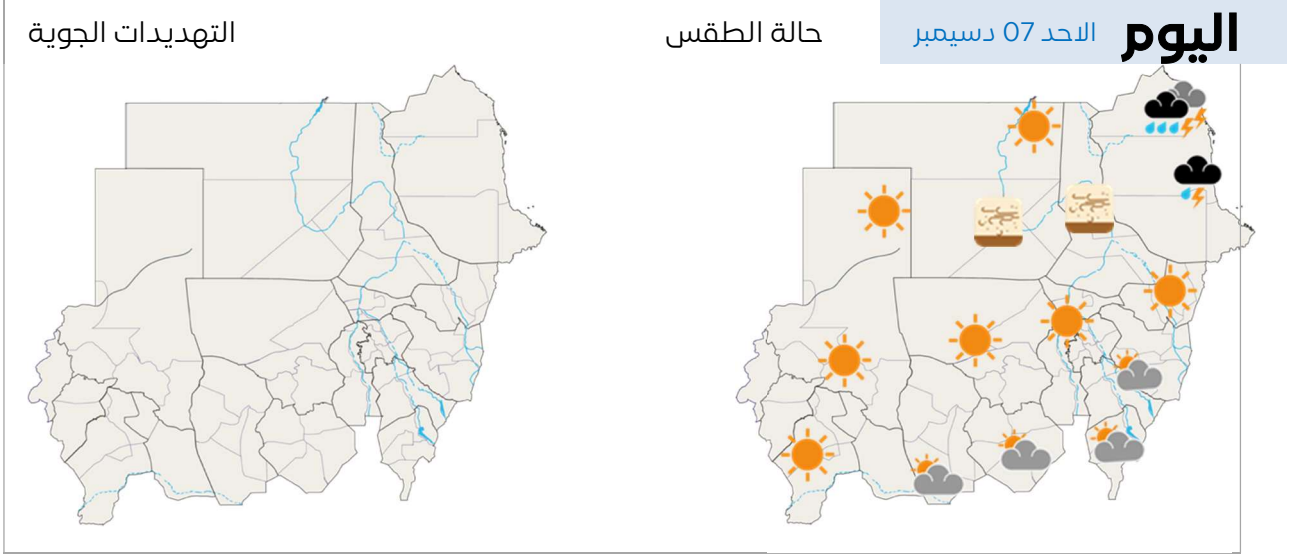 اليوم
الاحد 07 دسيمبر
حالة الطقس
التهديدات الجوية